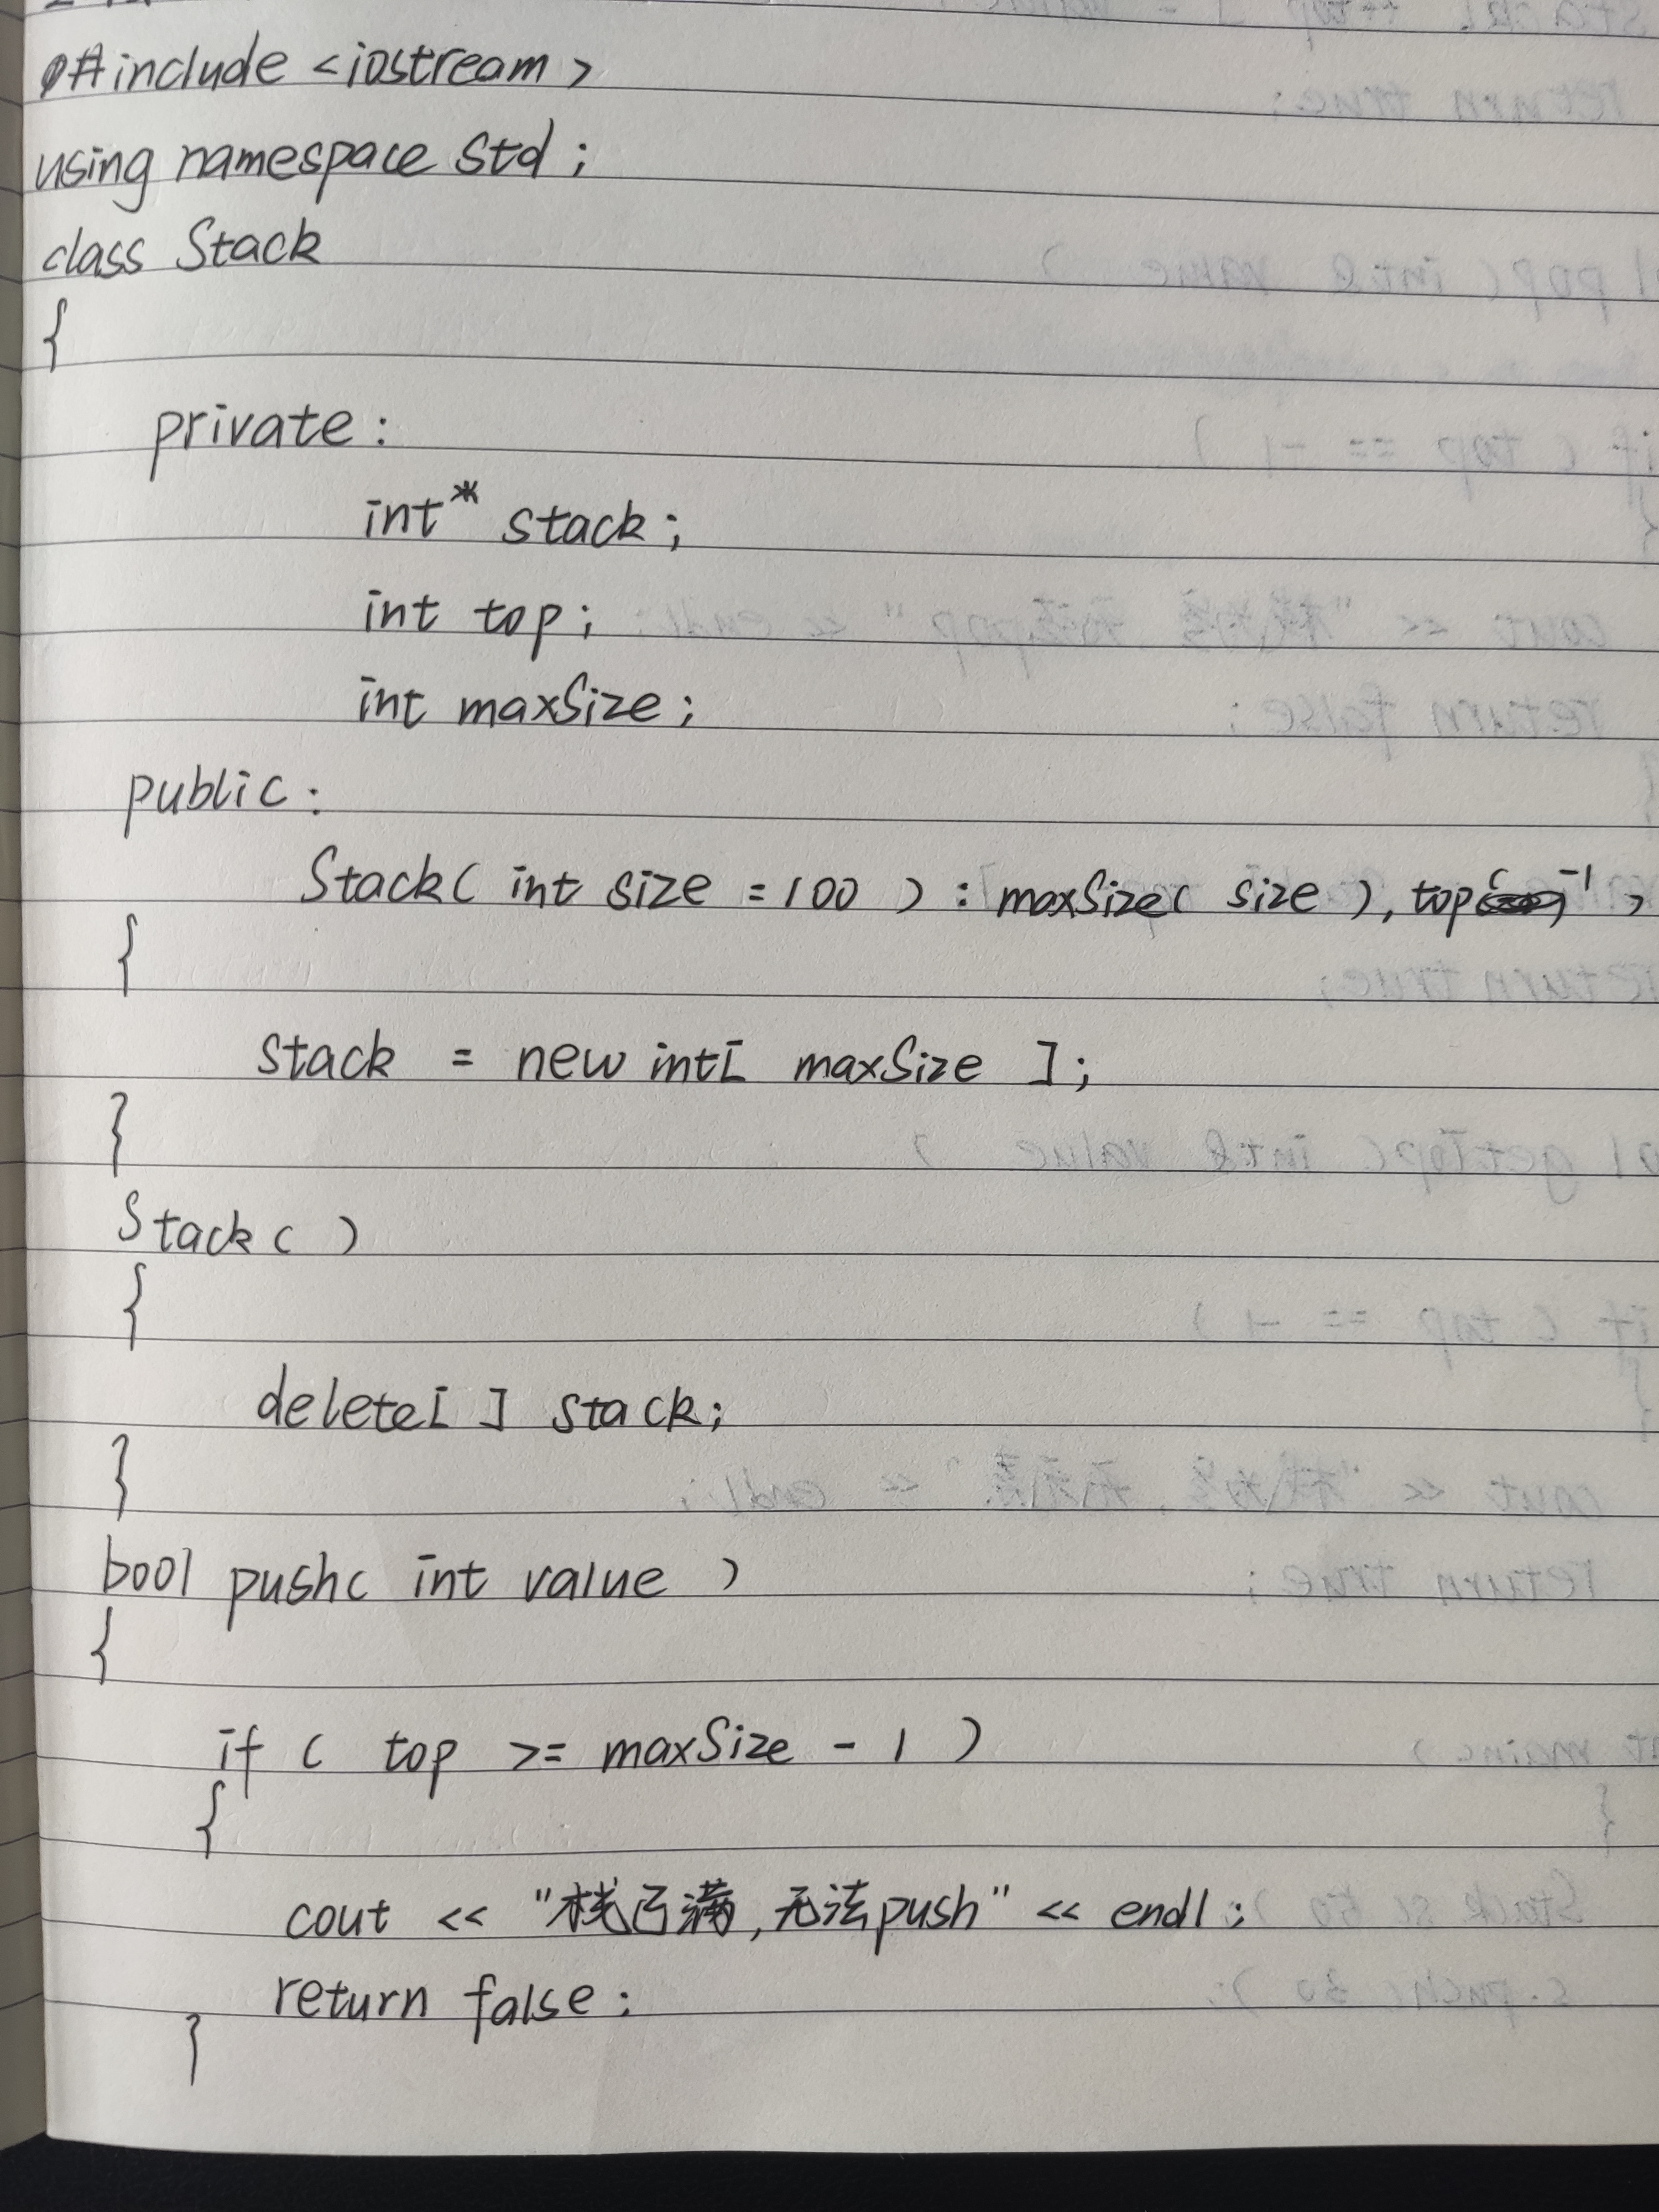 #include <iostream>
using namespace std;
class Stack
{
private:
int* stack;
int top;
int maxSize;
public:
Stack( int size = 100 ) : maxSize( size ), top(-1)
{
stack = new int[ maxSize ];
}
Stack( )
{
delete[ ] stack;
}
bool push( int value )
{
if ( top >= maxSize - 1 )
{
cout << "栈已满,无法push" << endl;
return false;
}